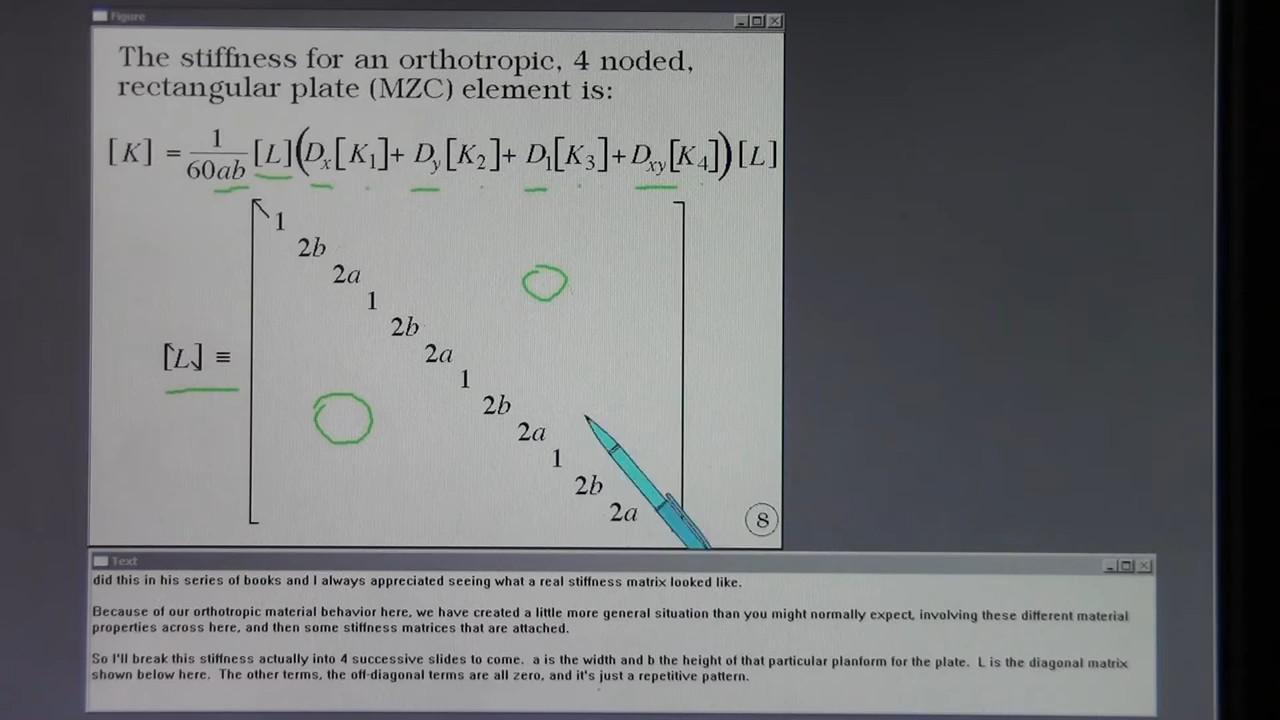 Figure
The stiffness for an orthotropic, 4 noded,
rectangular plate (MZC) element is:
[K] = 1/60ab [L](Dx[K1]+ Dy[K2]+ D1[K3]+Dxy[K4])[L]
1
2b
2a
1
2b
2a
[L] ≡
1
2b
2a
1
2b
2a
8
Text
did this in his series of books and I always appreciated seeing what a real stiffness matrix looked like.
Because of our orthotropic material behavior here, we have created a little more general situation than you might normally expect, involving these different material
properties across here, and then some stiffness matrices that are attached.
So I'll break this stiffness actually into 4 successive slides to come. a is the width and b the height of that particular planform for the plate. L is the diagonal matrix
shown below here. The other terms, the off-diagonal terms are all zero, and it's just a repetitive pattern.